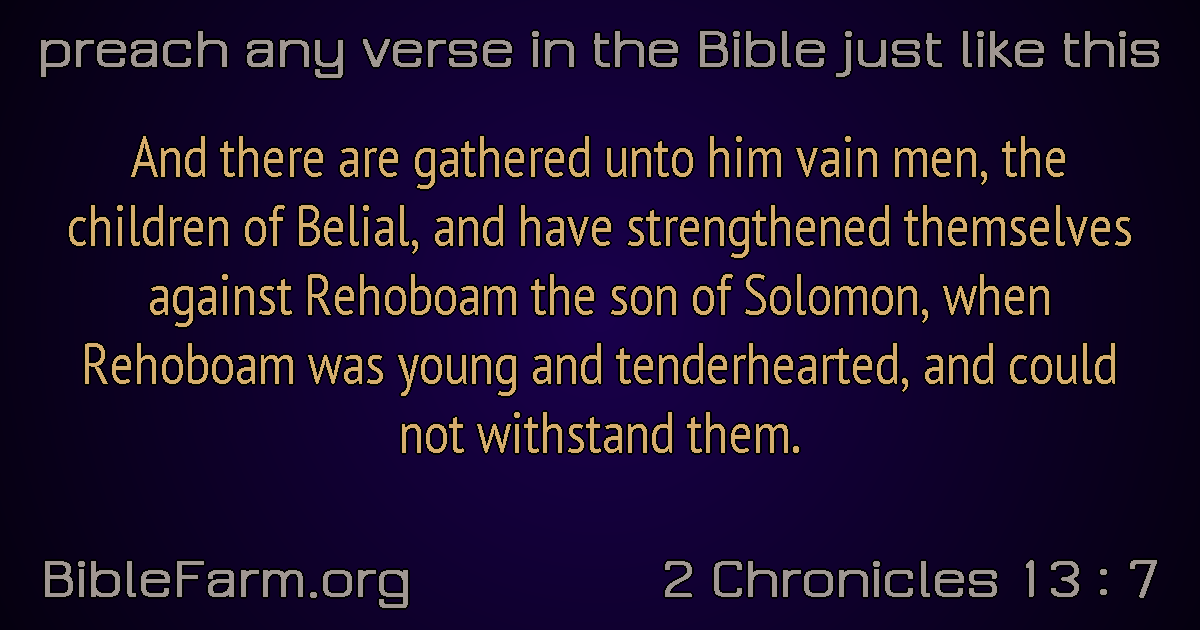 preach any verse in the Bible just like this
And there are gathered unto him vain men, the
children of Belial, and have strengthened themselves
against Rehoboam the son of Solomon, when
Rehoboam was young and tenderhearted, and could
not withstand them.
BibleFarm.org
2 Chronicles 13 : 7